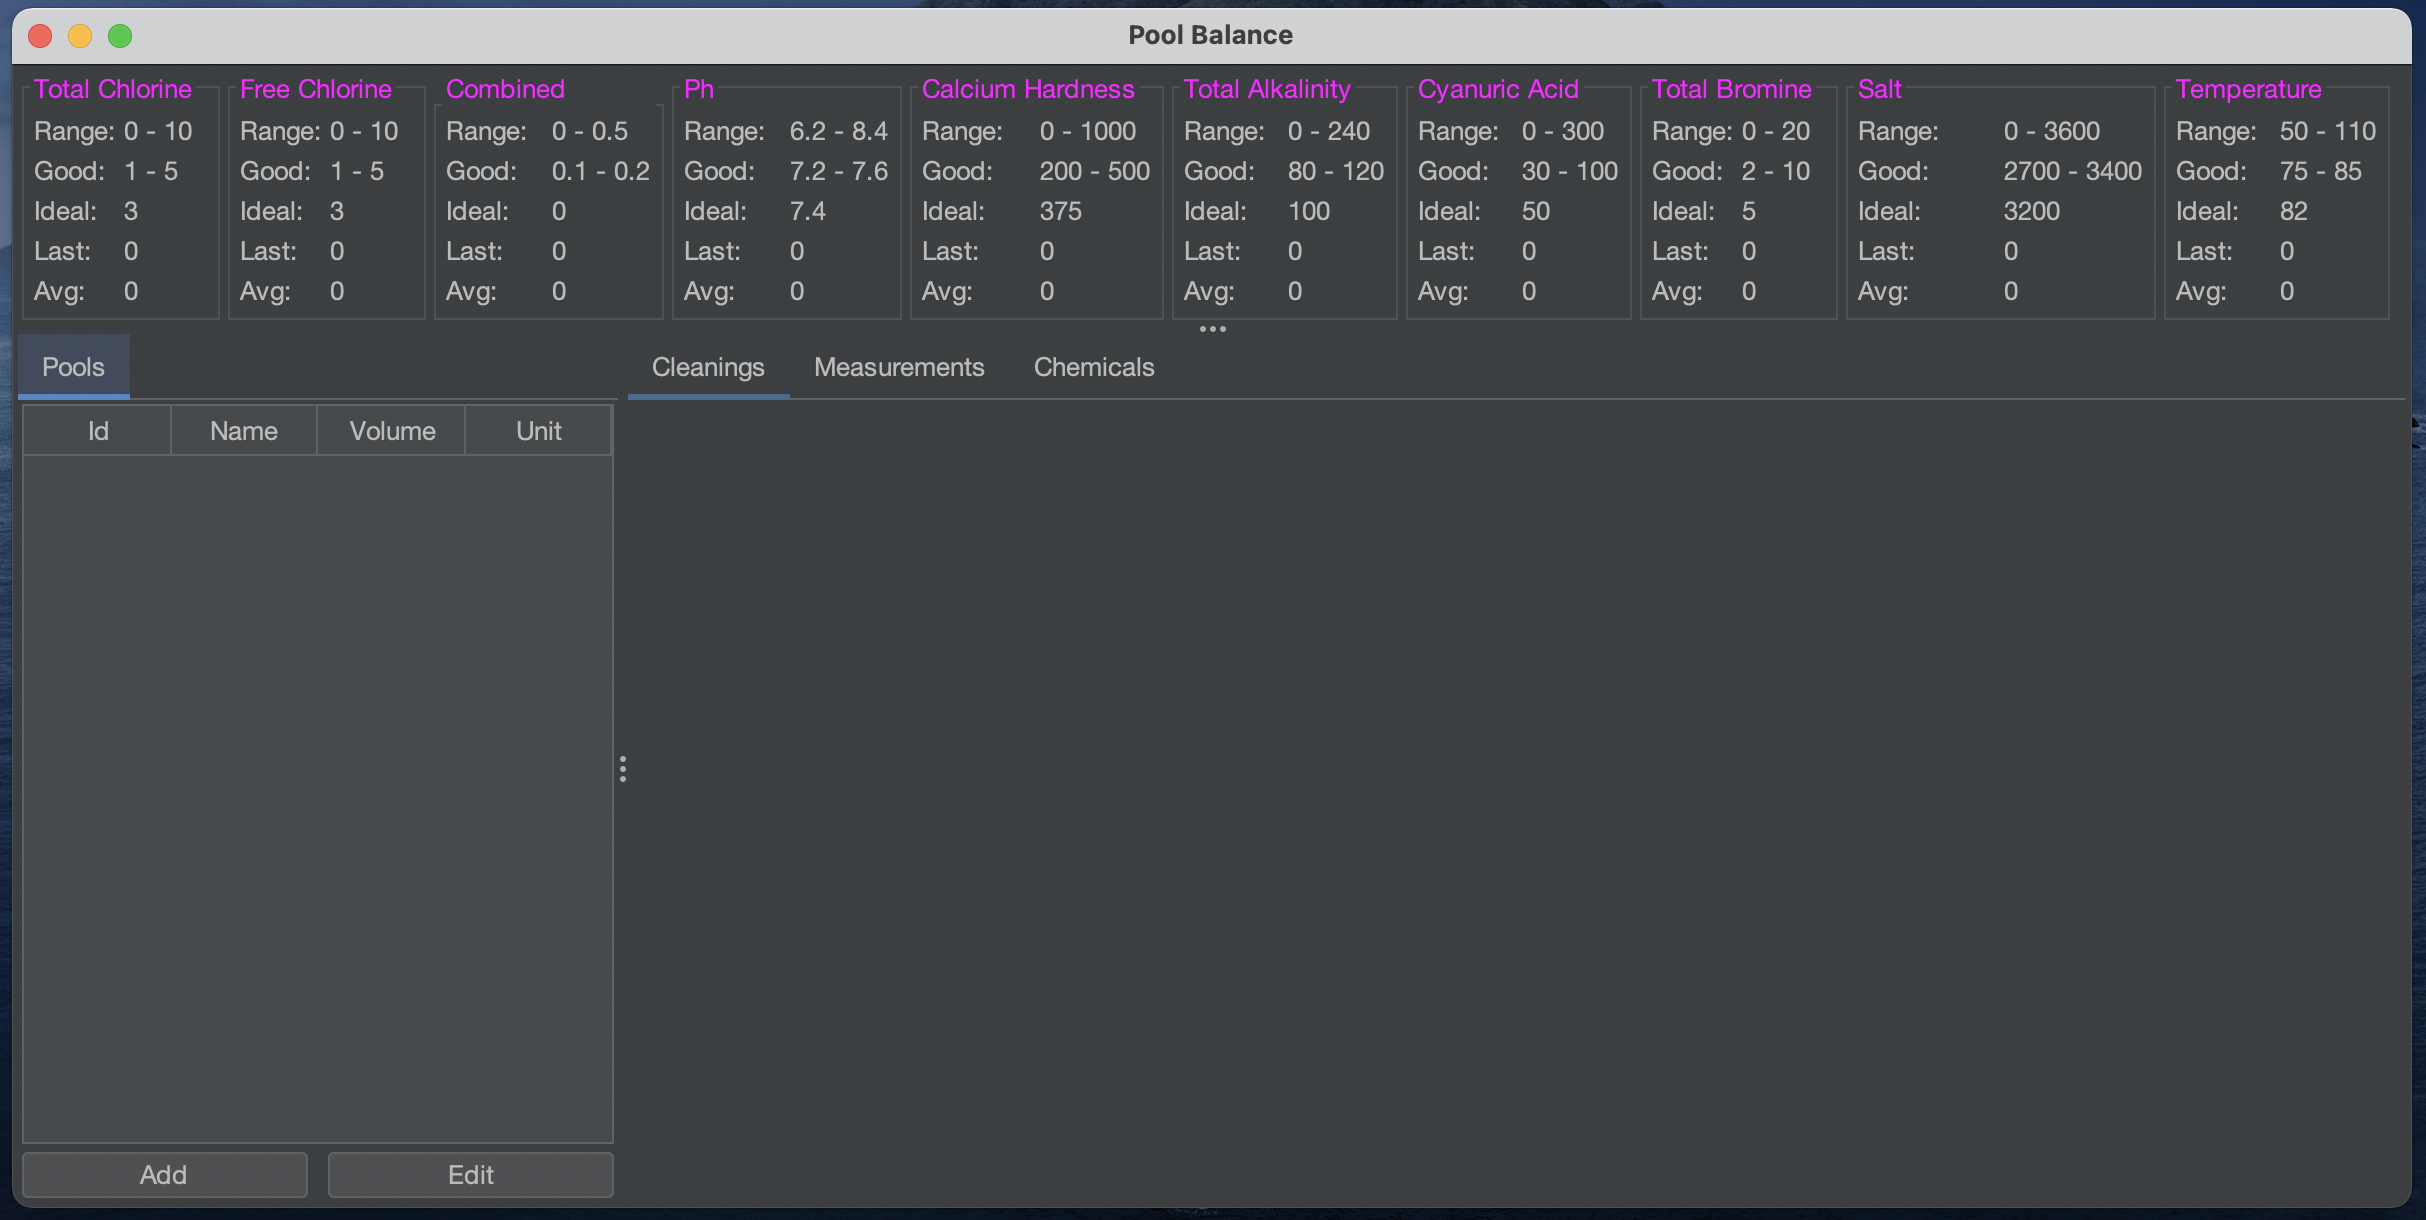 Pool Balance
Total Chlorine
Range: 0 - 10
Good: 1 - 5
Ideal: 3
Last: 0
Avg: 0
Free Chlorine
Range: 0 - 10
Good: 1 - 5
Ideal: 3
Last: 0
Avg: 0
Combined
Range: 0 - 0.5
Good: 0.1 - 0.2
Ideal: 0
Last: 0
Avg: 0
Ph
Range: 6.2 - 8.4
Good: 7.2 - 7.6
Ideal: 7.4
Last: 0
Avg: 0
Calcium Hardness
Range: 0 - 1000
Good: 200 - 500
Ideal: 375
Last: 0
Avg: 0
Total Alkalinity
Range: 0 - 240
Good: 80 - 120
Ideal: 100
Last: 0
Avg: 0
Cyanuric Acid
Range: 0 - 300
Good: 30 - 100
Ideal: 50
Last: 0
Avg: 0
Total Bromine
Range: 0 - 20
Good: 2 - 10
Ideal: 5
Last: 0
Avg: 0
Salt
Range: 0 - 3600
Good: 2700 - 3400
Ideal: 3200
Last: 0
Avg: 0
Temperature
Range: 50 - 110
Good: 75 - 85
Ideal: 82
Last: 0
Avg: 0
Pools
Id Name Volume Unit
Add Edit
Cleanings Measurements Chemicals